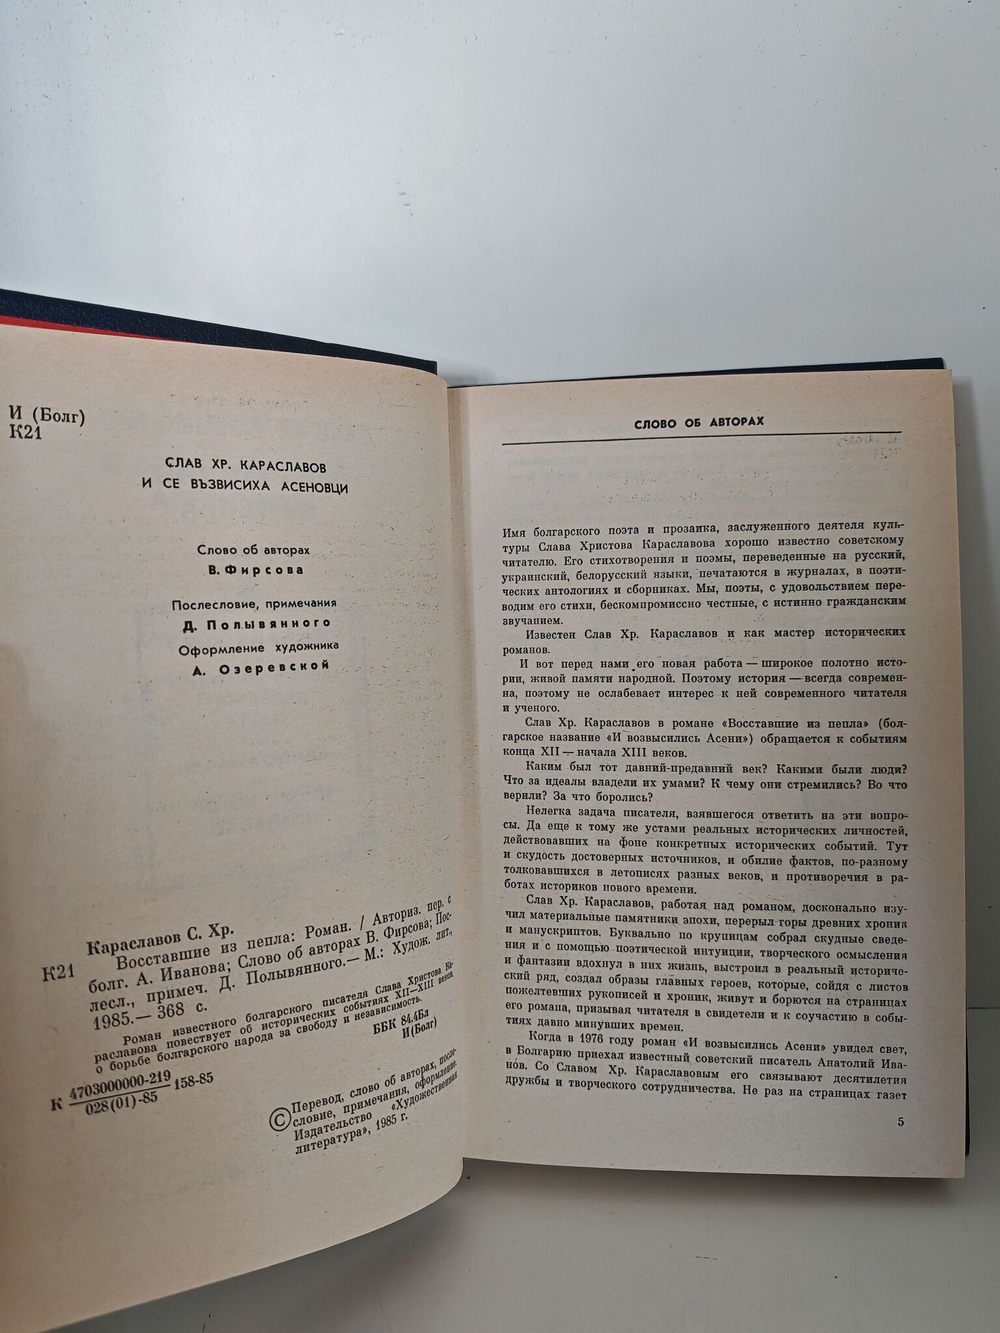 И (Болг)
К21
СЛАВ ХР. КАРАСЛАВОВ
И СЕ ВЪЗВИСИХА АСЕНОВЦИ
Слово об авторах
В. Фирсова
Послесловие, примечания
Д. Полывянного
Оформление художника
А. Озеревской
Караславов С. Хр.
К21 Восставшие из пепла: Роман. / Авториз. пер. с
болг. А. Иванова; Слово об авторах В. Фирсова; Пос-
лесл., примеч. Д. Полывянного.— М.: Худож. лит.,
1985.— 368 с.
Роман известного болгарского писателя Слава Христова Ка-
раславова повествует об исторических событиях XII—XIII веков,
о борьбе болгарского народа за свободу и независимость.
К 4703000000-219 158-85
028(01)-85
ББК 84.4Бл
И(Болг)
© Перевод, слово об авторах, после-
словие, примечания, оформление.
Издательство «Художественная
литература», 1985 г.
СЛОВО ОБ АВТОРАХ
Имя болгарского поэта и прозаика, заслуженного деятеля куль-
туры Слава Христова Караславова хорошо известно советскому
читателю. Его стихотворения и поэмы, переведенные на русский,
украинский, белорусский языки, печатаются в журналах, в поэти-
ческих антологиях и сборниках. Мы, поэты, с удовольствием пере-
водим его стихи, бескомпромиссно честные, с истинно гражданским
звучанием.
Известен Слав Хр. Караславов и как мастер исторических
романов.
И вот перед нами его новая работа — широкое полотно исто-
рии, живой памяти народной. Поэтому история — всегда современ-
на, поэтому не ослабевает интерес к ней современного читателя
и ученого.
Слав Хр. Караславов в романе «Восставшие из пепла» (бол-
гарское название «И возвысились Асени») обращается к событиям
конца XII — начала XIII веков.
Каким был тот давний-предавний век? Какими были люди?
Что за идеалы владели их умами? К чему они стремились? Во что
верили? За что боролись?
Нелегка задача писателя, взявшегося ответить на эти вопро-
сы. Да еще к тому же устами реальных исторических личностей,
действовавших на фоне конкретных исторических событий. Тут
и скудость достоверных источников, и обилие фактов, по-разному
толковавшихся в летописях разных веков, и противоречия в ра-
ботах историков нового времени.
Слав Хр. Караславов, работая над романом, досконально изу-
чил материальные памятники эпохи, перерыл горы древних хроник
и манускриптов. Буквально по крупицам собрал скудные сведе-
ния и с помощью поэтической интуиции, творческого осмысления
и фантазии вдохнул в них жизнь, выстроил в реальный историче-
ский ряд, создал образы главных героев, которые, сойдя с листов
пожелтевших рукописей и хроник, живут и борются на страницах
его романа, призывая читателя в свидетели и к соучастию в собы-
тиях давно минувших времен.
Когда в 1976 году роман «И возвысились Асени» увидел свет,
в Болгарию приехал известный советский писатель Анатолий Ива-
нов. Со Славом Хр. Караславовым его связывают десятилетия
дружбы и творческого сотрудничества. Не раз на страницах газет
5